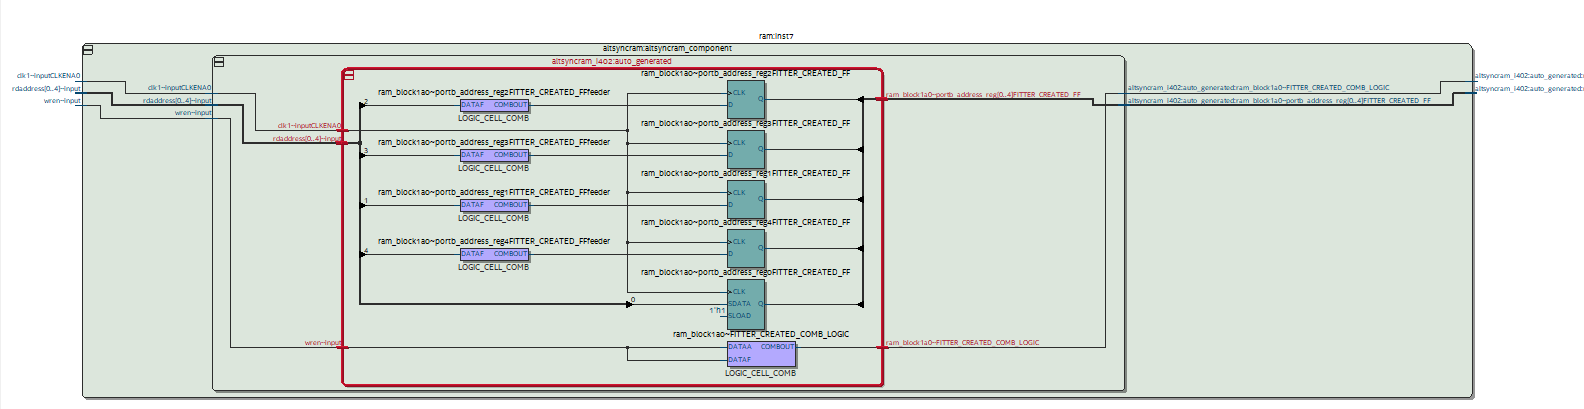 ram:inst7
altsyncram:altsyncram_component
altsyncram_l402:auto_generated
clk1~inputCLKENA0
rdaddress[0..4]~input
wren~input
clk1~inputCLKENA0
rdaddress[0..4]~input
wren~input
clk1~inputCLKENA0
rdaddress[0..4]~input
wren~input
ram_block1a0~portb_address_reg2FITTER_CREATED_FFfeeder
2
DATAF COMBOUT
LOGIC_CELL_COMB
ram_block1a0~portb_address_reg3FITTER_CREATED_FFfeeder
3
DATAF COMBOUT
LOGIC_CELL_COMB
ram_block1a0~portb_address_reg1FITTER_CREATED_FFfeeder
1
DATAF COMBOUT
LOGIC_CELL_COMB
ram_block1a0~portb_address_reg4FITTER_CREATED_FFfeeder
4
DATAF COMBOUT
LOGIC_CELL_COMB
ram_block1a0~portb_address_reg2FITTER_CREATED_FF
CLK
D
Q
ram_block1a0~portb_address_reg3FITTER_CREATED_FF
CLK
D
Q
ram_block1a0~portb_address_reg1FITTER_CREATED_FF
CLK
D
Q
ram_block1a0~portb_address_reg4FITTER_CREATED_FF
CLK
D
Q
ram_block1a0~portb_address_reg0FITTER_CREATED_FF
CLK
0
SDATA Q
1'h1
SLOAD
ram_block1a0~FITTER_CREATED_COMB_LOGIC
DATAA COMBOUT
DATAF
LOGIC_CELL_COMB
ram_block1a0~portb_address_reg[0..4]FITTER_CREATED_FF
ram_block1a0~FITTER_CREATED_COMB_LOGIC
altsyncram_l402:auto_generated:ram_block1a0~FITTER_CREATED_COMB_LOGIC
altsyncram_l402:auto_generated:ram_block1a0~portb_address_reg[0..4]FITTER_CREATED_FF
altsyncram_l402:auto_generated:
altsyncram_l402:auto_generated: